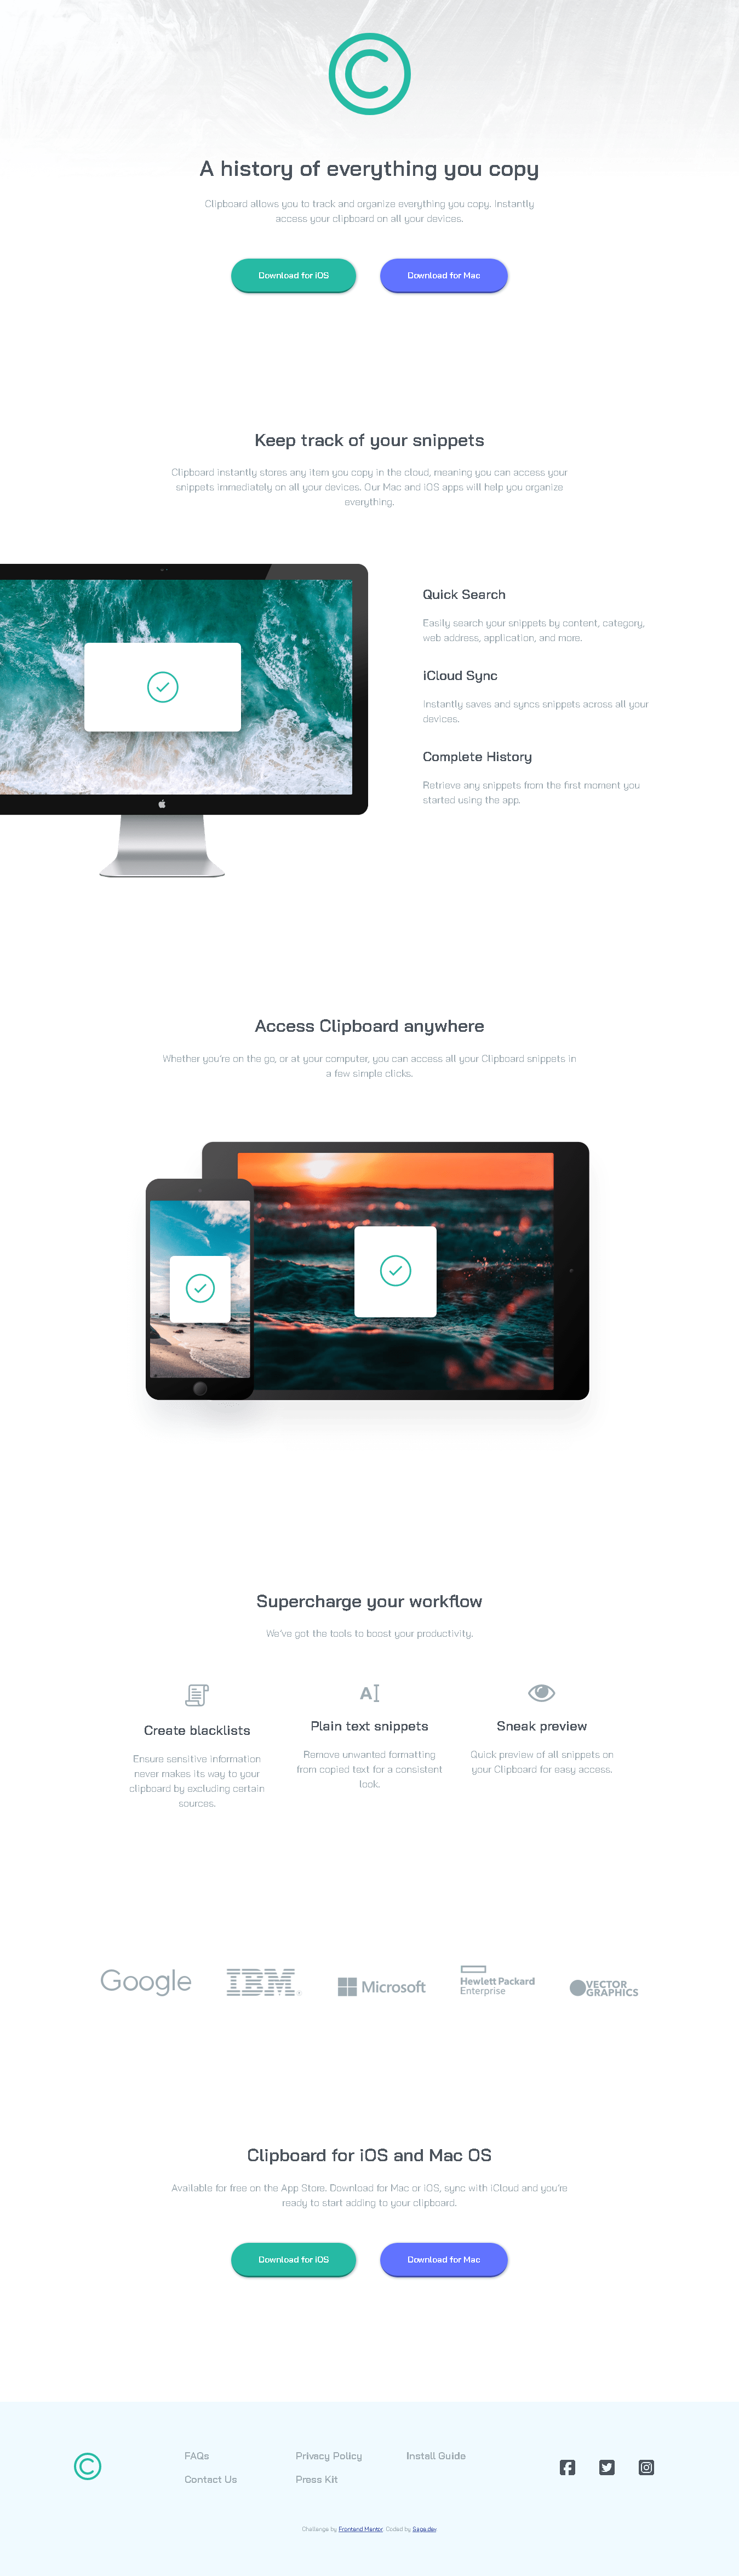 A history of everything you copy
Clipboard allows you to track and organize everything you copy. Instantly
access your clipboard on all your devices.
Download for iOS
Download for Mac
Keep track of your snippets
Clipboard instantly stores any item you copy in the cloud, meaning you can access your
snippets immediately on all your devices. Our Mac and iOS apps will help you organize
everything.
Quick Search
Easily search your snippets by content, category,
web address, application, and more.
iCloud Sync
Instantly saves and syncs snippets across all your
devices.
Complete History
Retrieve any snippets from the first moment you
started using the app.
Access Clipboard anywhere
Whether you're on the go, or at your computer, you can access all your Clipboard snippets in
a few simple clicks.
Supercharge your workflow
We've got the tools to boost your productivity.
Create blacklists
Ensure sensitive information
never makes its way to your
clipboard by excluding certain
sources.
Plain text snippets
Remove unwanted formatting
from copied text for a consistent
look.
Sneak preview
Quick preview of all snippets on
your Clipboard for easy access.
Google
IBM
Microsoft
Hewlett Packard
Enterprise
VECTOR
GRAPHICS
Clipboard for iOS and Mac OS
Available for free on the App Store. Download for Mac or iOS, sync with iCloud and you're
ready to start adding to your clipboard.
Download for iOS
Download for Mac
FAQs
Contact Us
Privacy Policy
Press Kit
Install Guide
Challenge by Frontend Mentor. Coded by Sage.dev